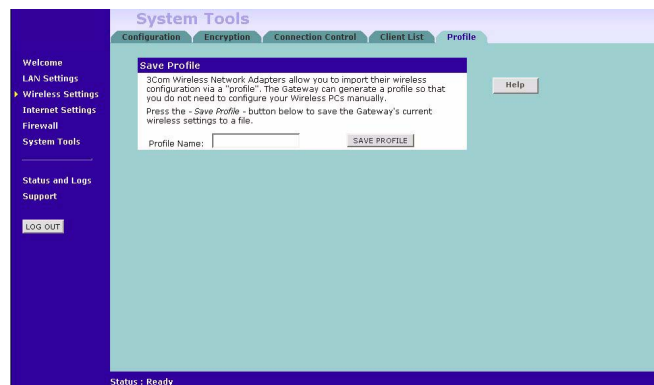 System Tools
Configuration Encryption Connection Control Client List Profile
Welcome
LAN Settings
Wireless Settings
Internet Settings
Firewall
System Tools
Status and Logs
Support
LOG OUT
Save Profile
3Com Wireless Network Adapters allow you to import their wireless
configuration via a "profile". The Gateway can generate a profile so that
you do not need to configure your Wireless PCs manually.
Press the - Save Profile - button below to save the Gateway's current
wireless settings to a file.
Profile Name:
SAVE PROFILE
Help
Status : Ready